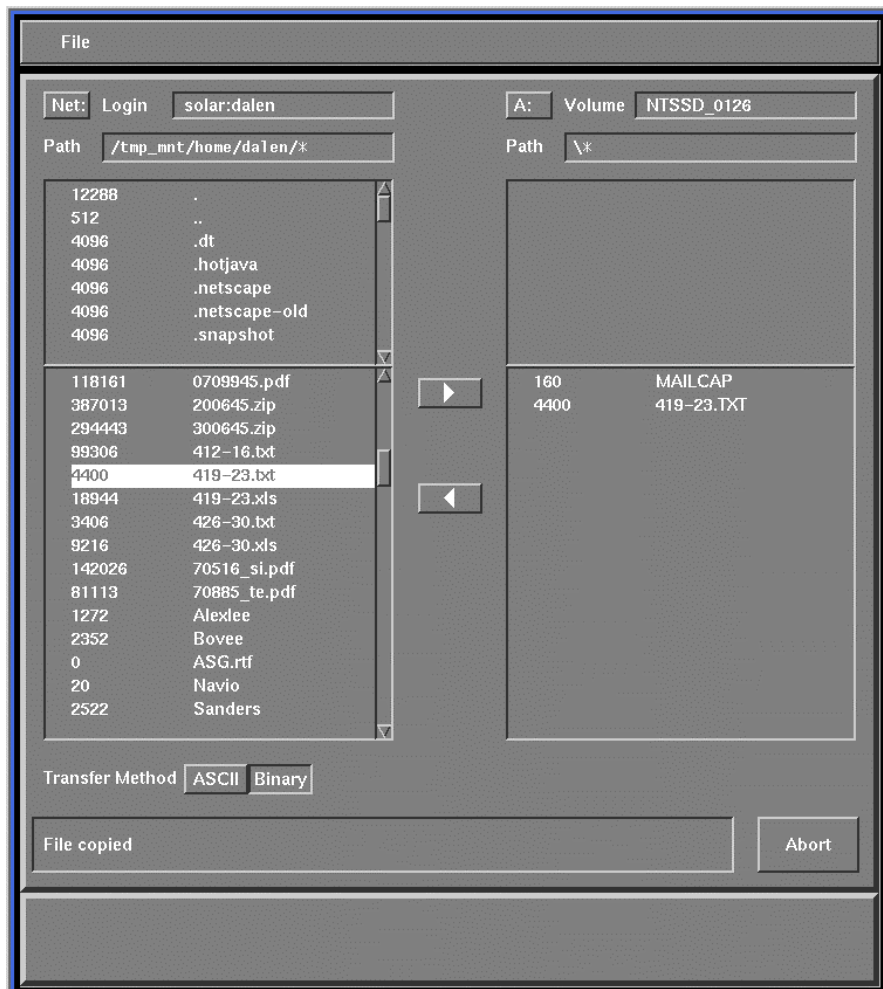 File
Net: Login solar:dalen
Path /tmp_mnt/home/dalen/*
12288 .
512 ..
4096 .dt
4096 .hotjava
4096 .netscape
4096 .netscape-old
4096 .snapshot
118161 0709945.pdf
387013 200645.zip
294443 300645.zip
99306 412-16.txt
4400 419-23.txt
18944 419-23.xls
3406 426-30.txt
9216 426-30.xls
142026 70516_si.pdf
81113 70885_te.pdf
1272 Alexlee
2352 Bovee
0 ASG.rtf
20 Navio
2522 Sanders
A: Volume NTSSD_0126
Path \*
160 MAILCAP
4400 419-23.TXT
Transfer Method ASCII Binary
File copied
Abort